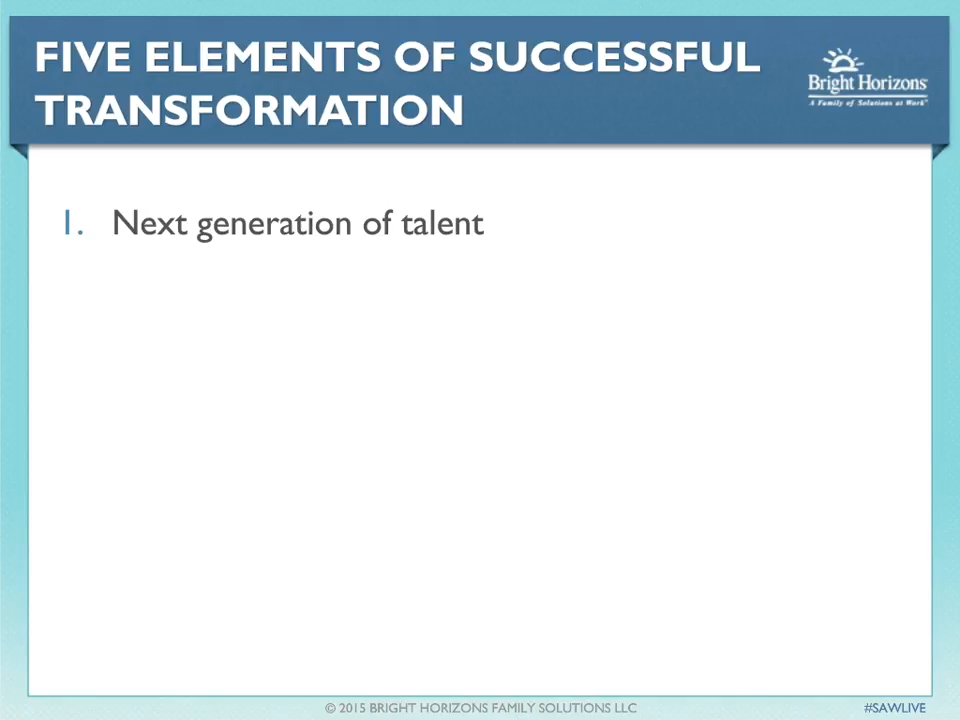 FIVE ELEMENTS OF SUCCESSFUL
TRANSFORMATION
Bright Horizons
A Family of Solutions at Work
1. Next generation of talent
© 2015 BRIGHT HORIZONS FAMILY SOLUTIONS LLC
#SAWLIVE